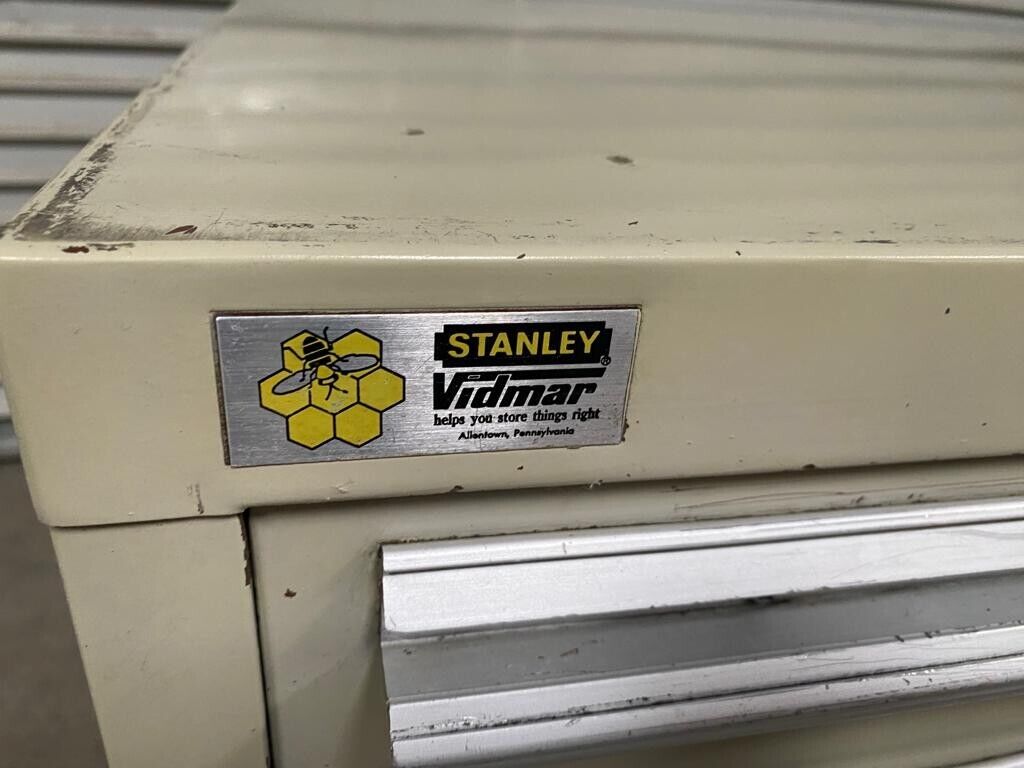 STANLEY
®
Vidmar
helps you store things right
Allentown, Pennsylvania